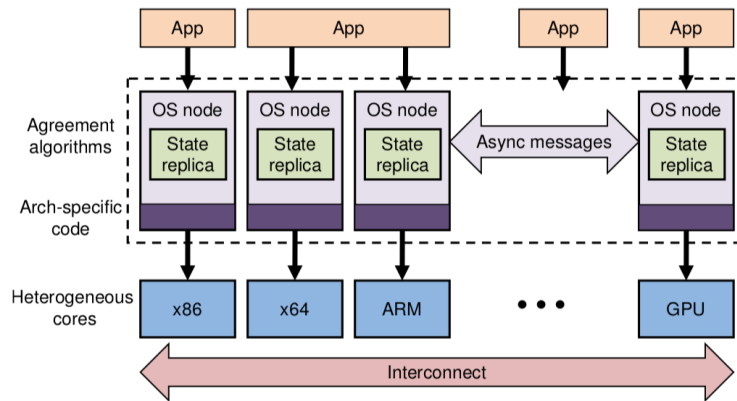 App
App
App
App
OS node
OS node
OS node
OS node
Agreement
algorithms
State
replica
State
replica
State
replica
Async messages
State
replica
Arch-specific
code
Heterogeneous
cores
x86
x64
ARM
•••
GPU
Interconnect